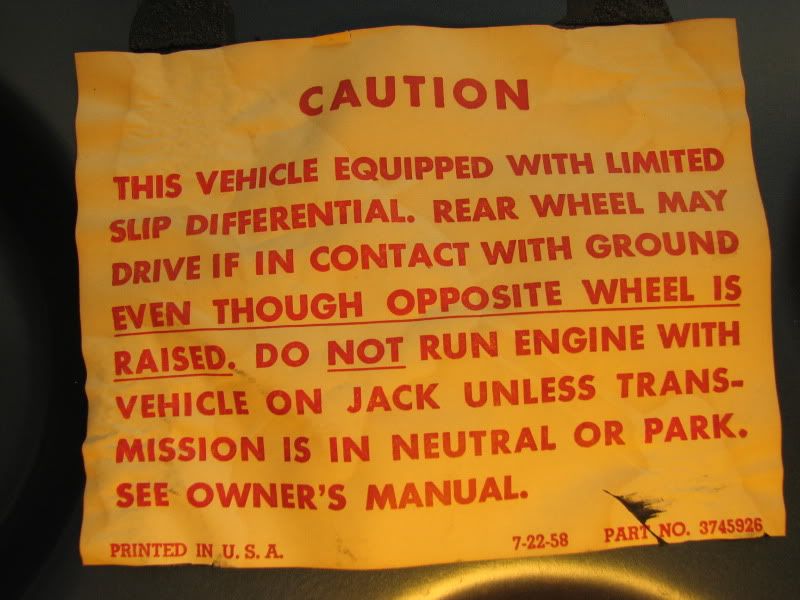 CAUTION
THIS VEHICLE EQUIPPED WITH LIMITED
SLIP DIFFERENTIAL. REAR WHEEL MAY
DRIVE IF IN CONTACT WITH GROUND
EVEN THOUGH OPPOSITE WHEEL IS
RAISED. DO NOT RUN ENGINE WITH
VEHICLE ON JACK UNLESS TRANS-
MISSION IS IN NEUTRAL OR PARK.
SEE OWNER'S MANUAL.
PRINTED IN U. S. A. 7-22-58 PART NO. 3745926